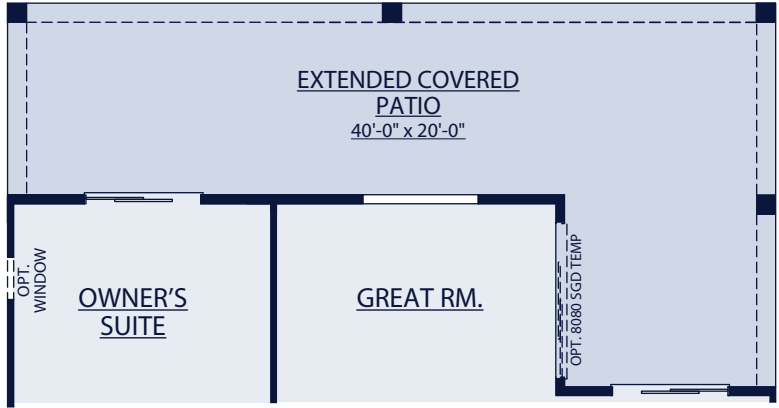 EXTENDED COVERED
PATIO
40'-0" x 20'-0"
OPT.
WINDOW
OWNER'S
SUITE
GREAT RM.
OPT. 8080 SGD TEMP